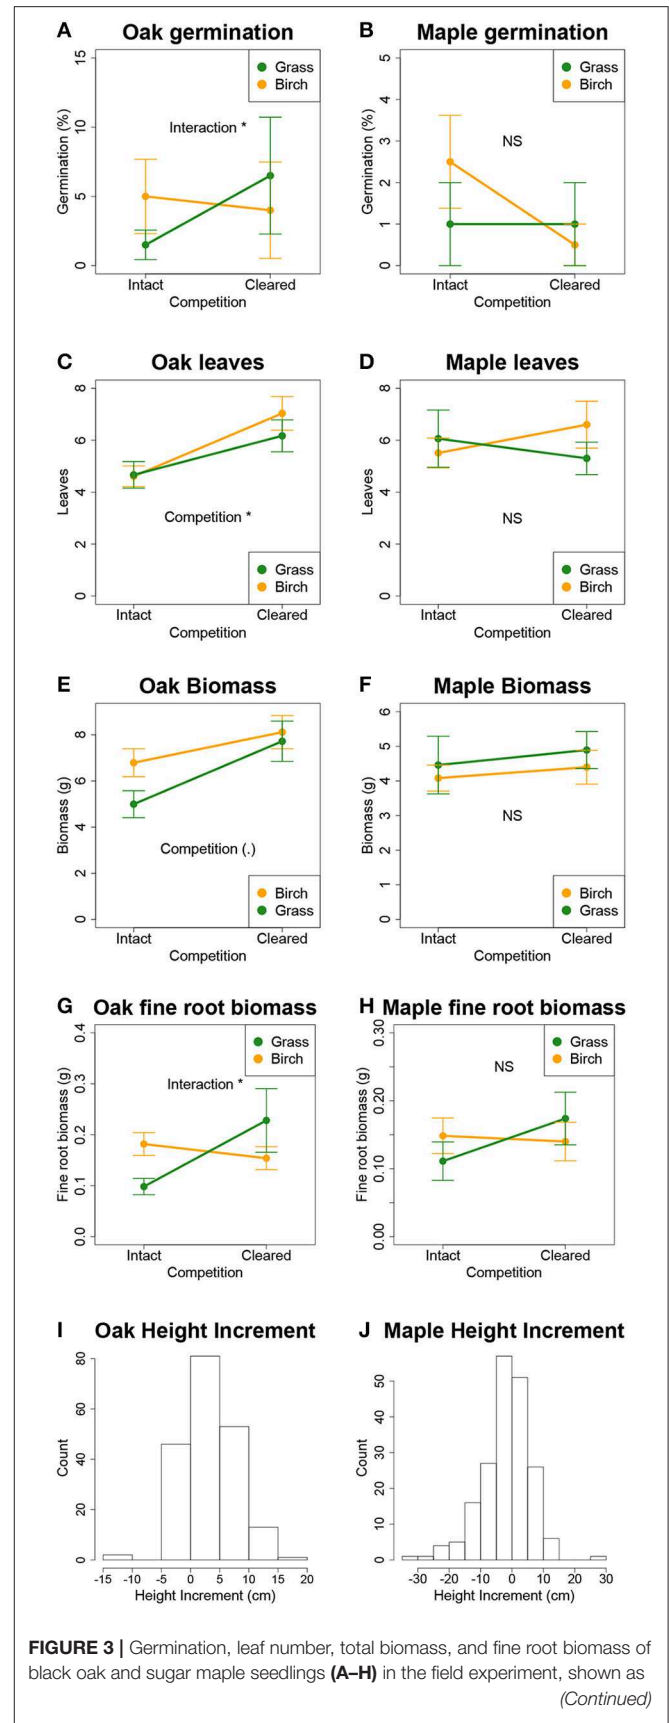 A Oak germination
Germination (%)
15
10
5
0
Grass
Birch
Interaction *
Intact Cleared
Competition
B Maple germination
Germination (%)
5
4
3
2
1
0
Grass
Birch
NS
Intact Cleared
Competition
C Oak leaves
Leaves
8
6
4
2
0
Competition *
Grass
Birch
Intact Cleared
Competition
D Maple leaves
Leaves
8
6
4
2
0
NS
Grass
Birch
Intact Cleared
Competition
E Oak Biomass
Biomass (g)
8
6
4
2
0
Competition (.)
Birch
Grass
Intact Cleared
Competition
F Maple Biomass
Biomass (g)
6
5
4
3
2
1
0
NS
Birch
Grass
Intact Cleared
Competition
G Oak fine root biomass
Fine root biomass (g)
0.4
0.3
0.2
0.1
0.0
Grass
Birch
Interaction *
Intact Cleared
Competition
H Maple fine root biomass
Fine root biomass (g)
0.30
0.20
0.10
0.00
Grass
Birch
NS
Intact Cleared
Competition
I Oak Height Increment
Count
80
60
40
20
0
-15 -10 -5 0 5 10 15 20
Height Increment (cm)
J Maple Height Increment
Count
50
40
30
20
10
0
-30 -20 -10 0 10 20 30
Height Increment (cm)
FIGURE 3 | Germination, leaf number, total biomass, and fine root biomass of
black oak and sugar maple seedlings (A–H) in the field experiment, shown as
(Continued)